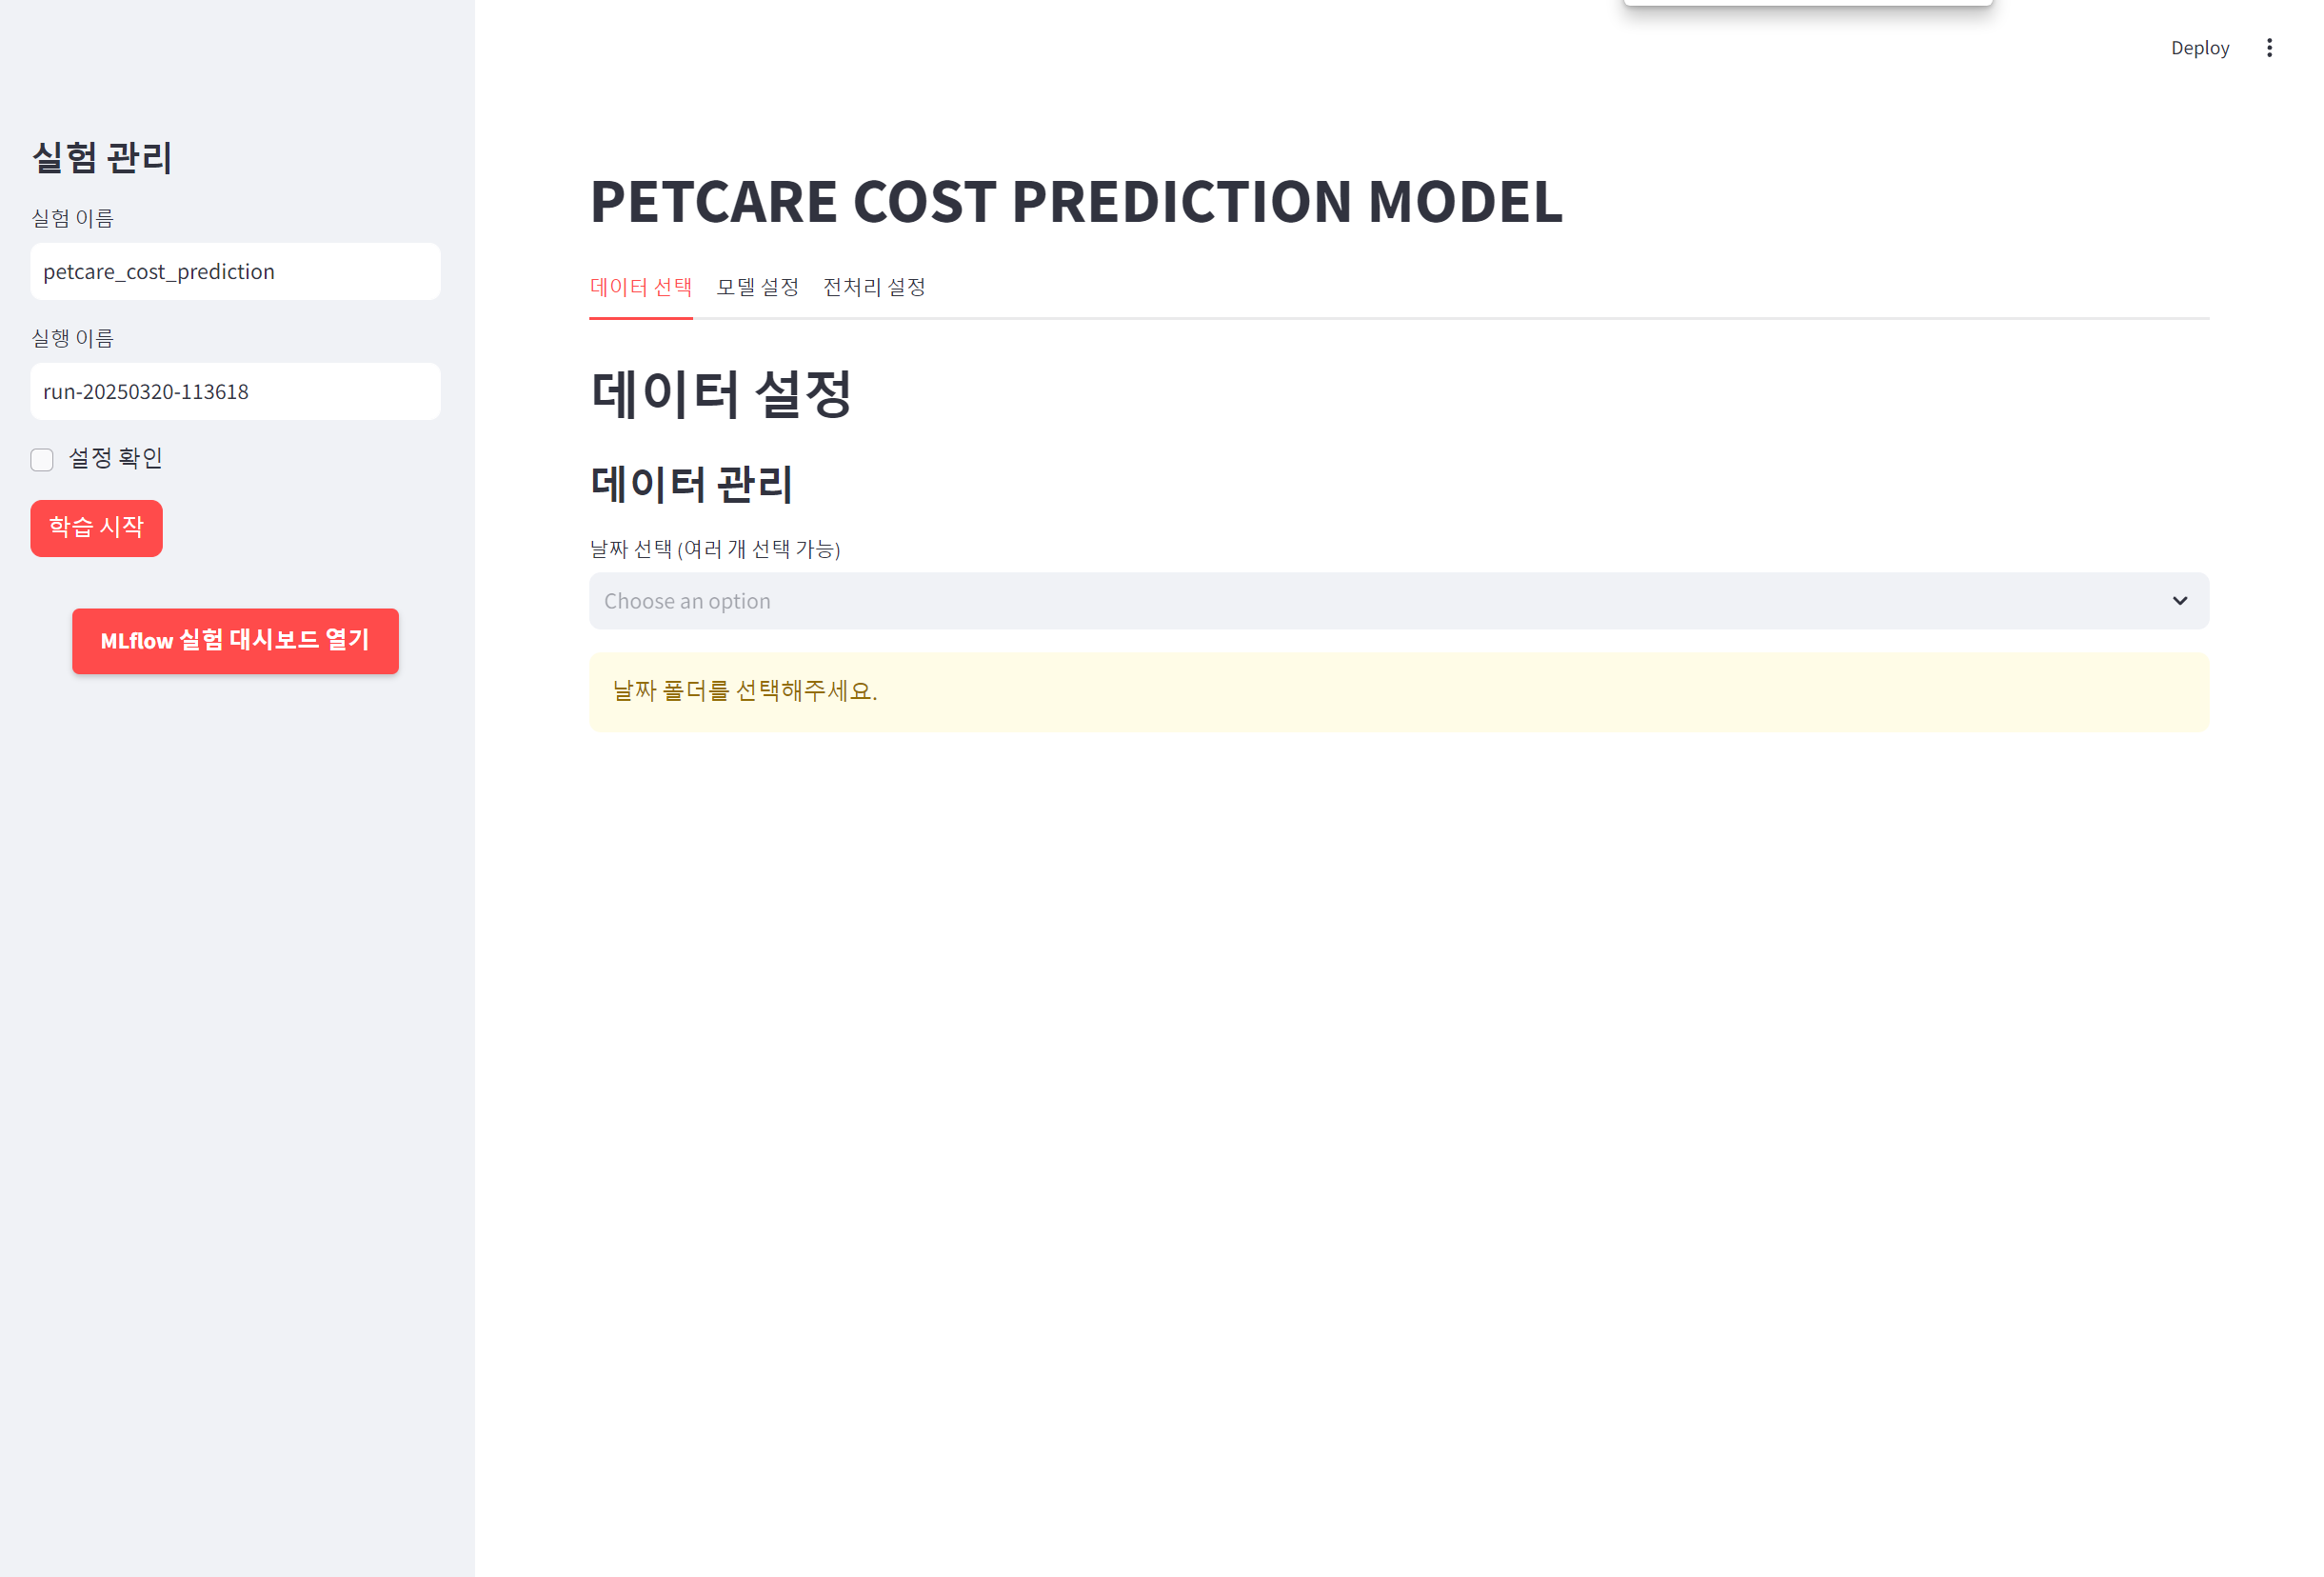 Deploy
실험 관리
실험 이름
petcare_cost_prediction
실행 이름
run-20250320-113618
설정 확인
학습 시작
MLflow 실험 대시보드 열기
PETCARE COST PREDICTION MODEL
데이터 선택 모델 설정 전처리 설정
데이터 설정
데이터 관리
날짜 선택 (여러 개 선택 가능)
Choose an option
날짜 폴더를 선택해주세요.